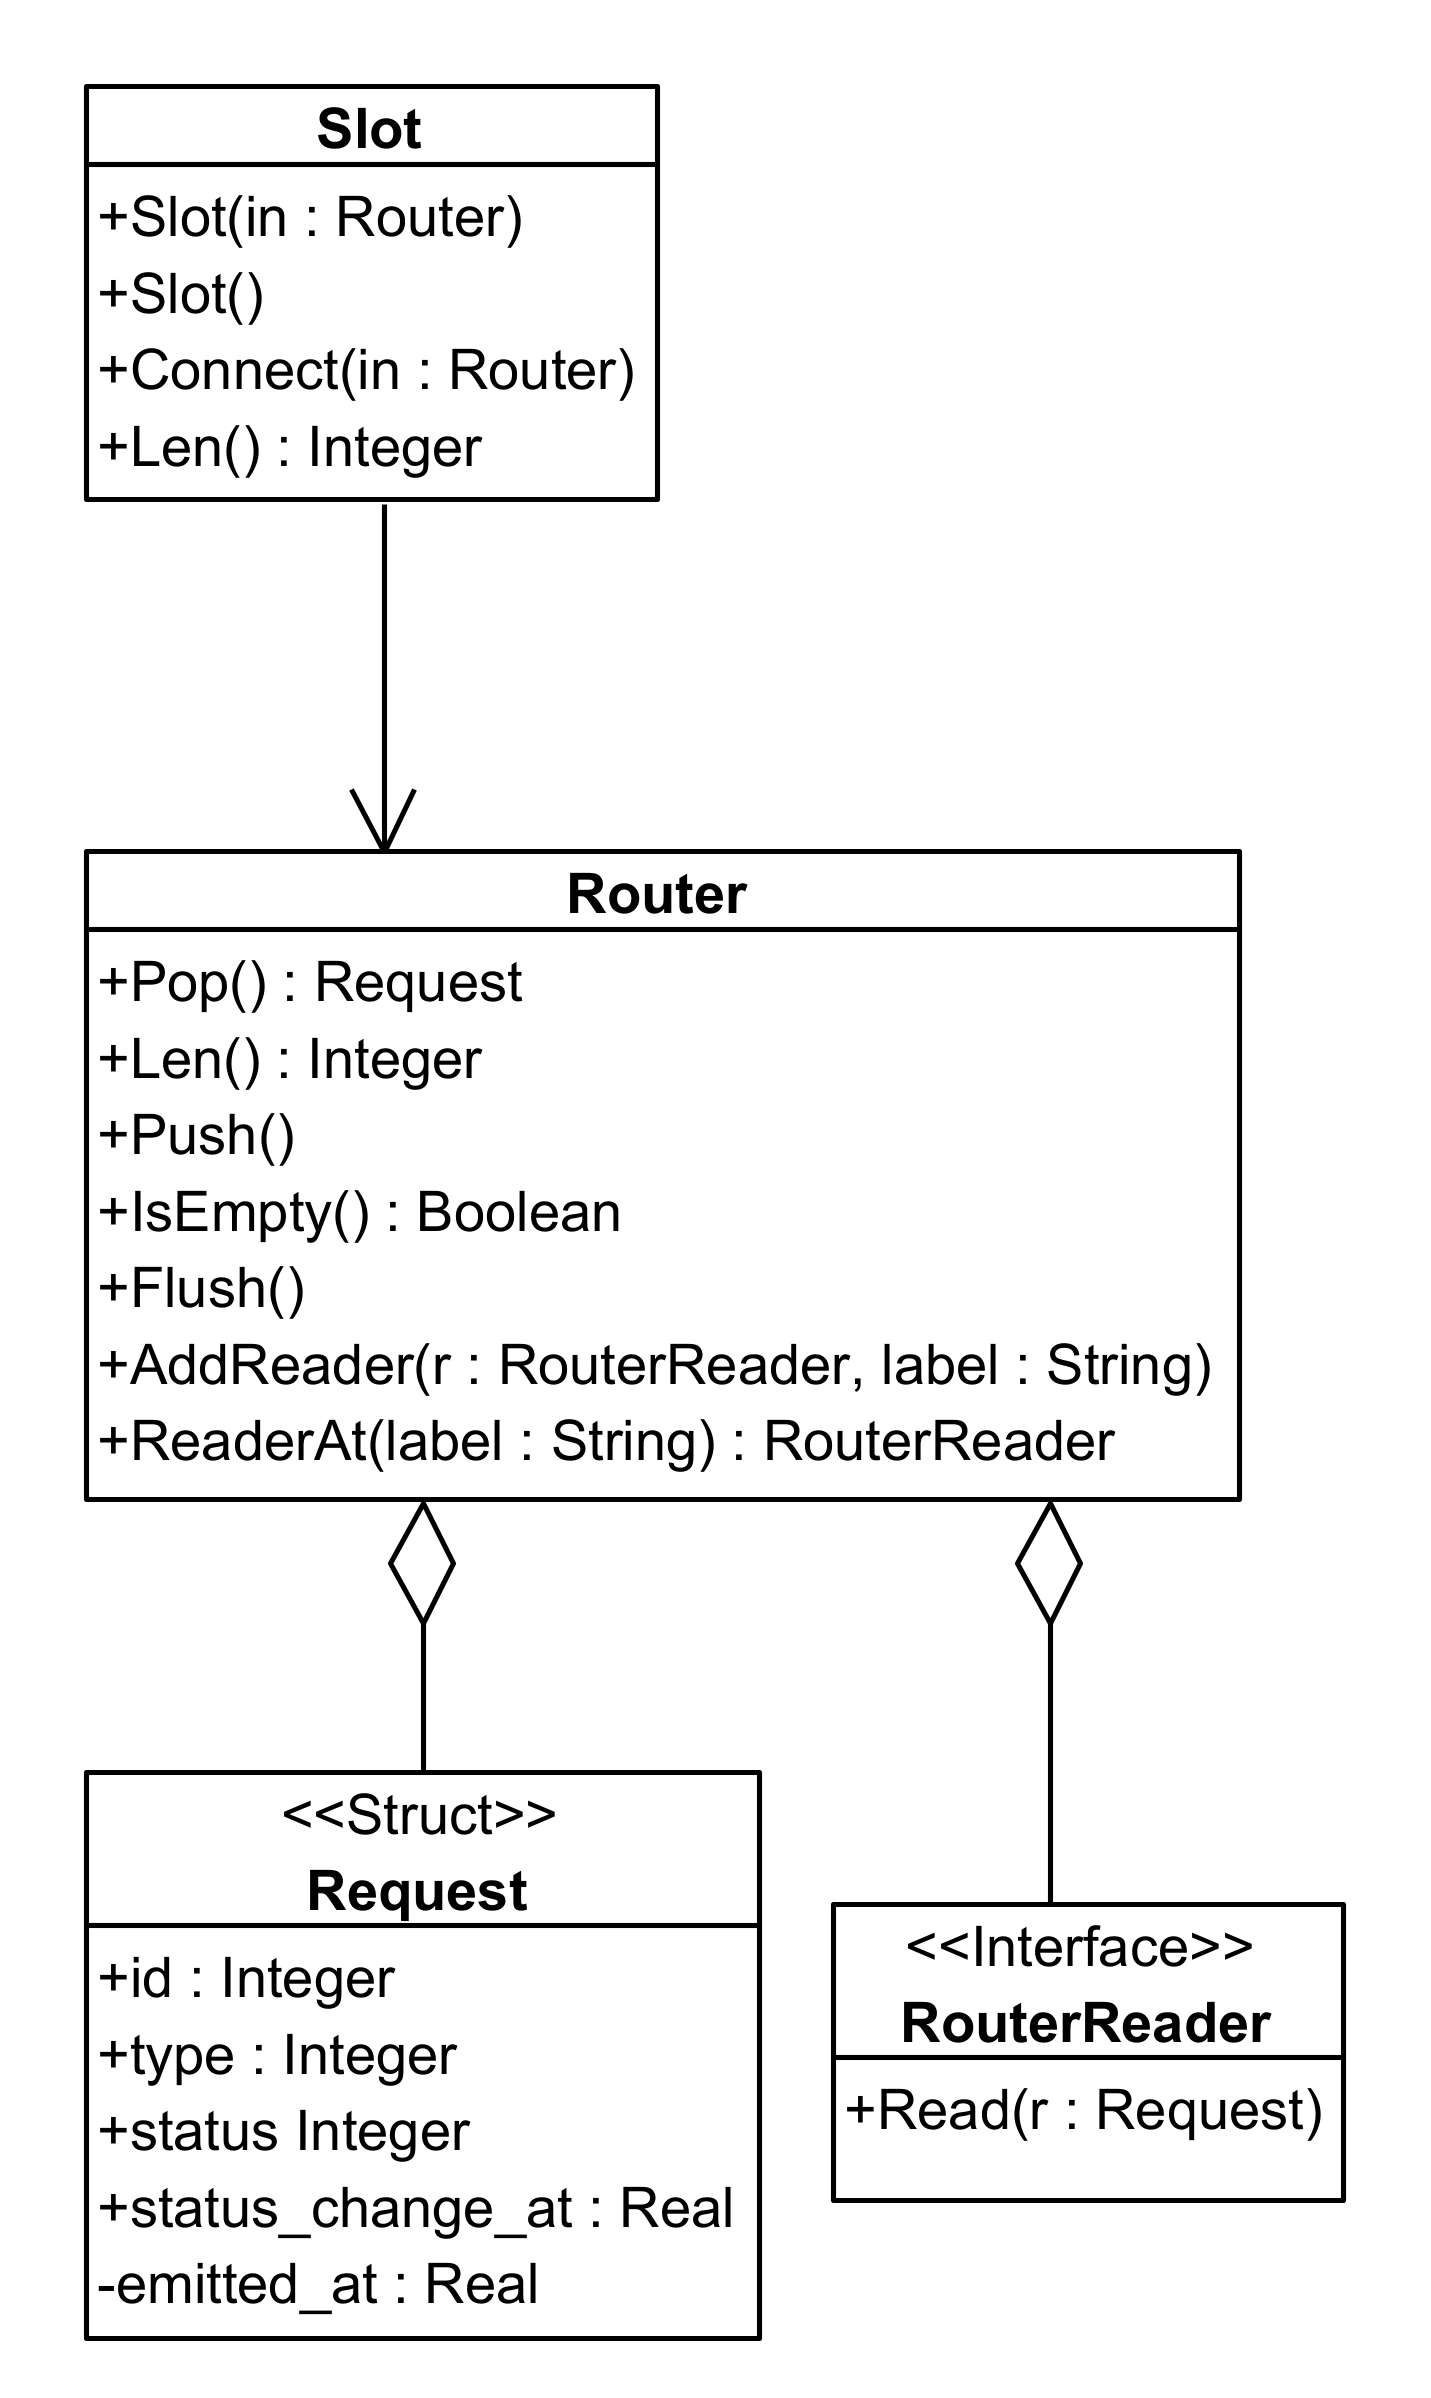 Slot
+Slot(in : Router)
+Slot()
+Connect(in : Router)
+Len() : Integer
Router
+Pop() : Request
+Len() : Integer
+Push()
+IsEmpty() : Boolean
+Flush()
+AddReader(r : RouterReader, label : String)
+ReaderAt(label : String) : RouterReader
<<Struct>>
Request
+id : Integer
+type : Integer
+status Integer
+status_change_at : Real
-emitted_at : Real
<<Interface>>
RouterReader
+Read(r : Request)